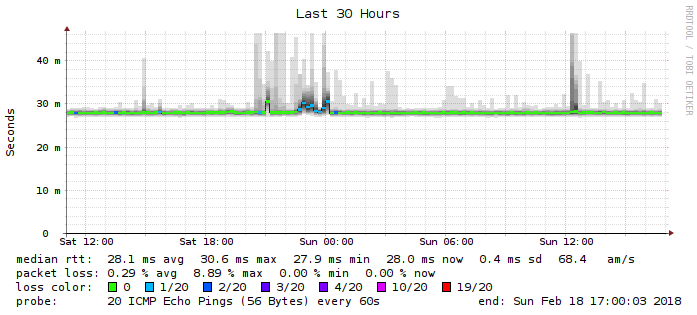 Last 30 Hours
RRDTOOL / TOBI OETIKER
Seconds
40 m
30 m
20 m
10 m
0
Sat 12:00 Sat 18:00 Sun 00:00 Sun 06:00 Sun 12:00
median rtt: 28.1 ms avg 30.6 ms max 27.9 ms min 28.0 ms now 0.4 ms sd 68.4 am/s
packet loss: 0.29 % avg 8.89 % max 0.00 % min 0.00 % now
loss color: 0 1/20 2/20 3/20 4/20 10/20 19/20
probe: 20 ICMP Echo Pings (56 Bytes) every 60s end: Sun Feb 18 17:00:03 2018